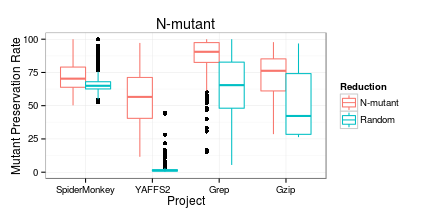 N-mutant
Mutant Preservation Rate
100
75
50
25
0
SpiderMonkey YAFFS2 Grep Gzip
Project
Reduction
N-mutant
Random